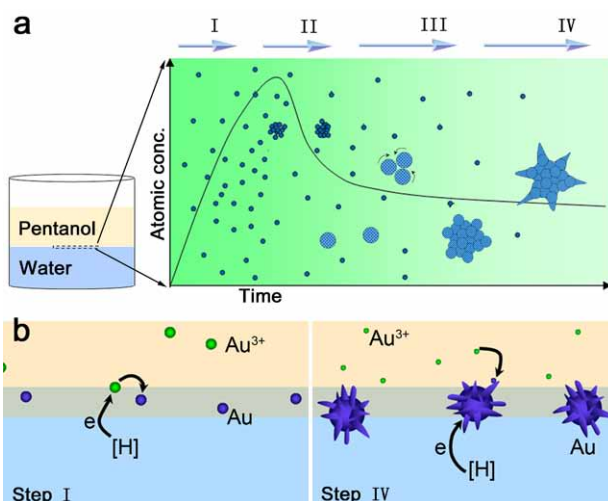 a
I II III IV
Atomic conc.
Pentanol
Water
Time
b
Au³⁺
Au
e
[H]
Step I
Au³⁺
e
[H]
Au
Step IV